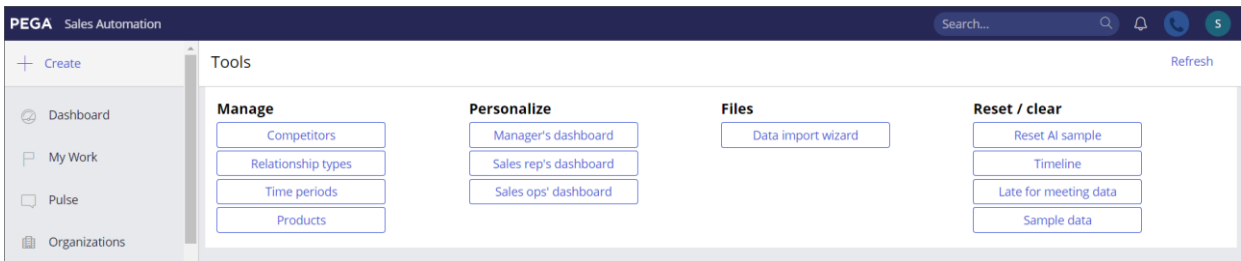 PEGA Sales Automation
Search...
S
Create
Dashboard
My Work
Pulse
Organizations
Tools
Refresh
Manage
Competitors
Relationship types
Time periods
Products
Personalize
Manager's dashboard
Sales rep's dashboard
Sales ops' dashboard
Files
Data import wizard
Reset / clear
Reset AI sample
Timeline
Late for meeting data
Sample data